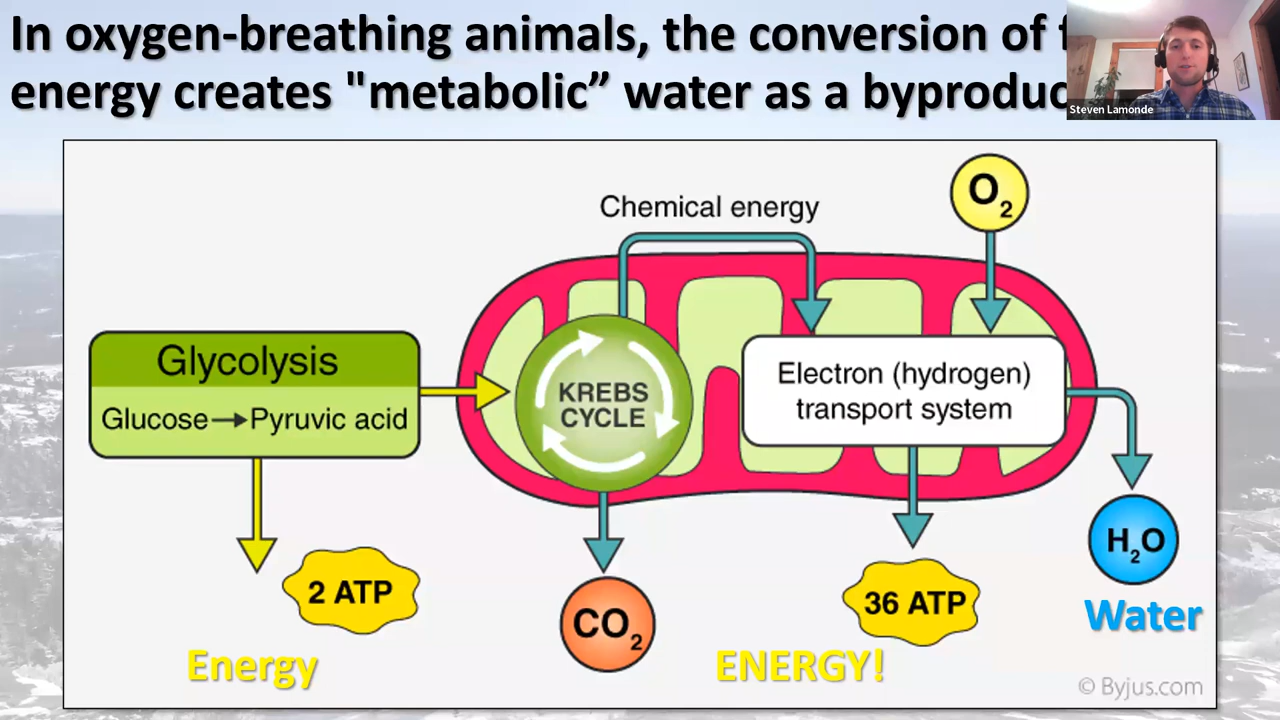 In oxygen-breathing animals, the conversion of
energy creates "metabolic” water as a
Steven Lamonde
O2
Chemical energy
Glycolysis
Glucose→Pyruvic acid
KREBS
CYCLE
Electron (hydrogen)
transport system
H2O
2 ATP
CO2
36 ATP
Water
Energy
ENERGY!
© Byjus.com